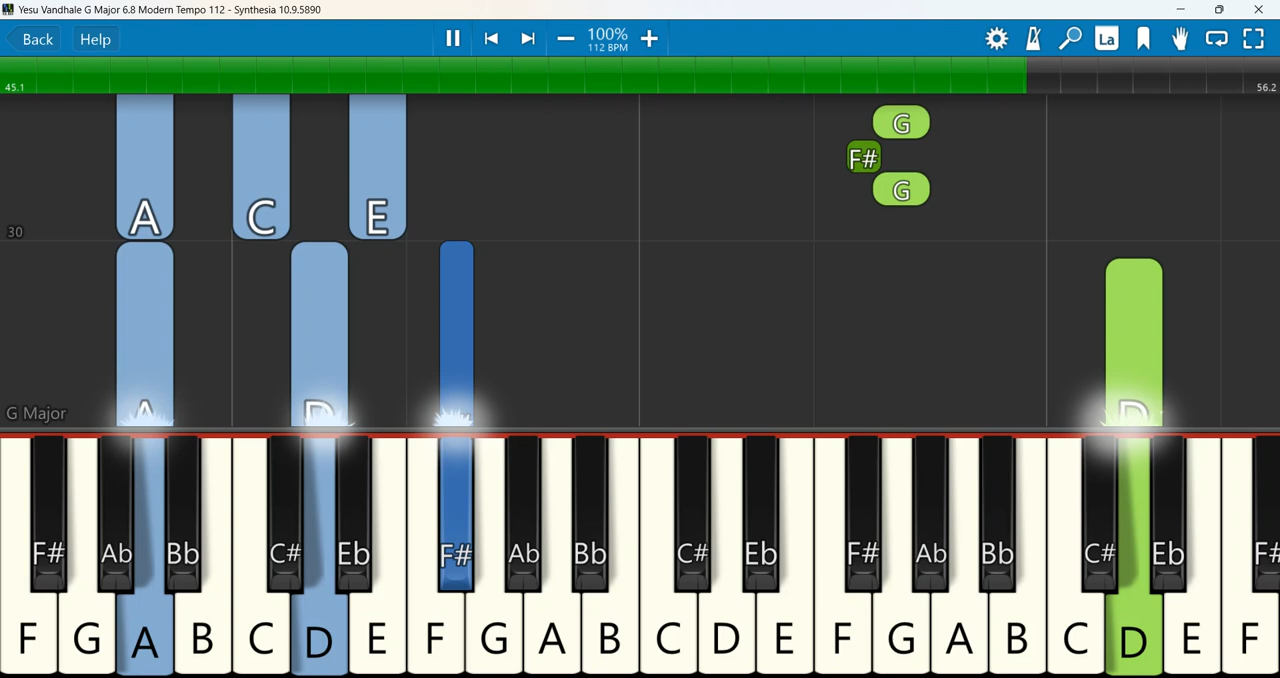 Yesu Vandhale G Major 6.8 Modern Tempo 112 - Synthesia 10.9.5890
Back Help 100% La
112 BPM
45.1 56.2
G
F#
G
A C E
30
G Major A D D
F# Ab Bb C# Eb F# Ab Bb C# Eb F# Ab Bb C# Eb F#
F G A B C D E F G A B C D E F G A B C D E F